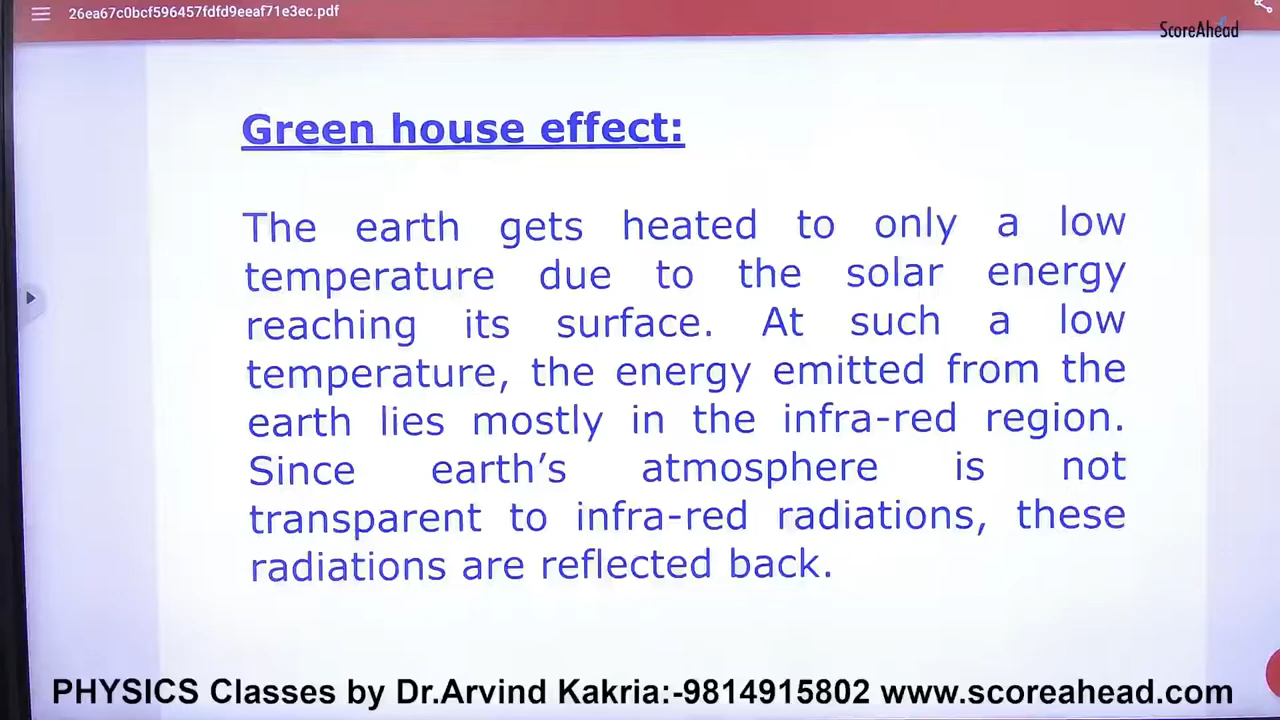 26ea67c0bcf596457fdfd9eeaf71e3ec.pdf
ScoreAhead
Green house effect:
The earth gets heated to only a low
temperature due to the solar energy
reaching its surface. At such a low
temperature, the energy emitted from the
earth lies mostly in the infra-red region.
Since earth’s atmosphere is not
transparent to infra-red radiations, these
radiations are reflected back.
PHYSICS Classes by Dr.Arvind Kakria:-9814915802 www.scoreahead.com